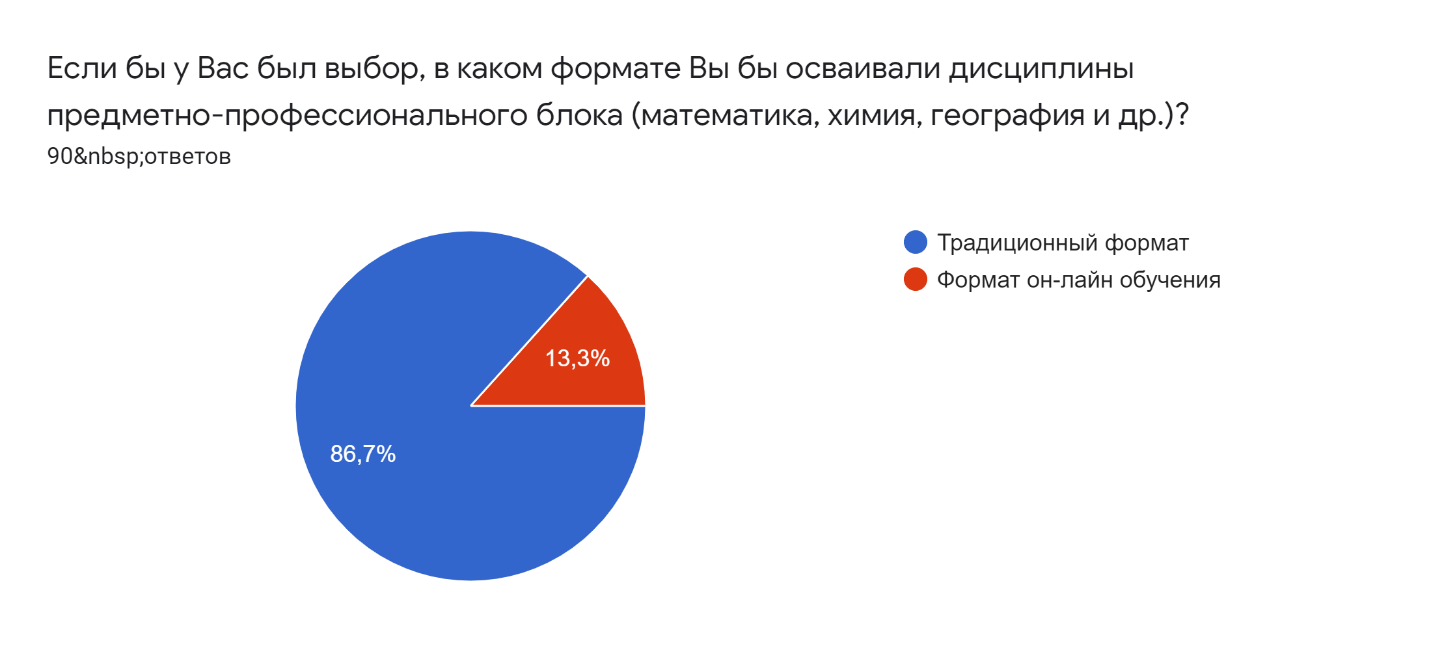 Если бы у Вас был выбор, в каком формате Вы бы осваивали дисциплины
предметно-профессионального блока (математика, химия, география и др.)?
90&nbsp;ответов
Традиционный формат
Формат он-лайн обучения
13,3%
86,7%